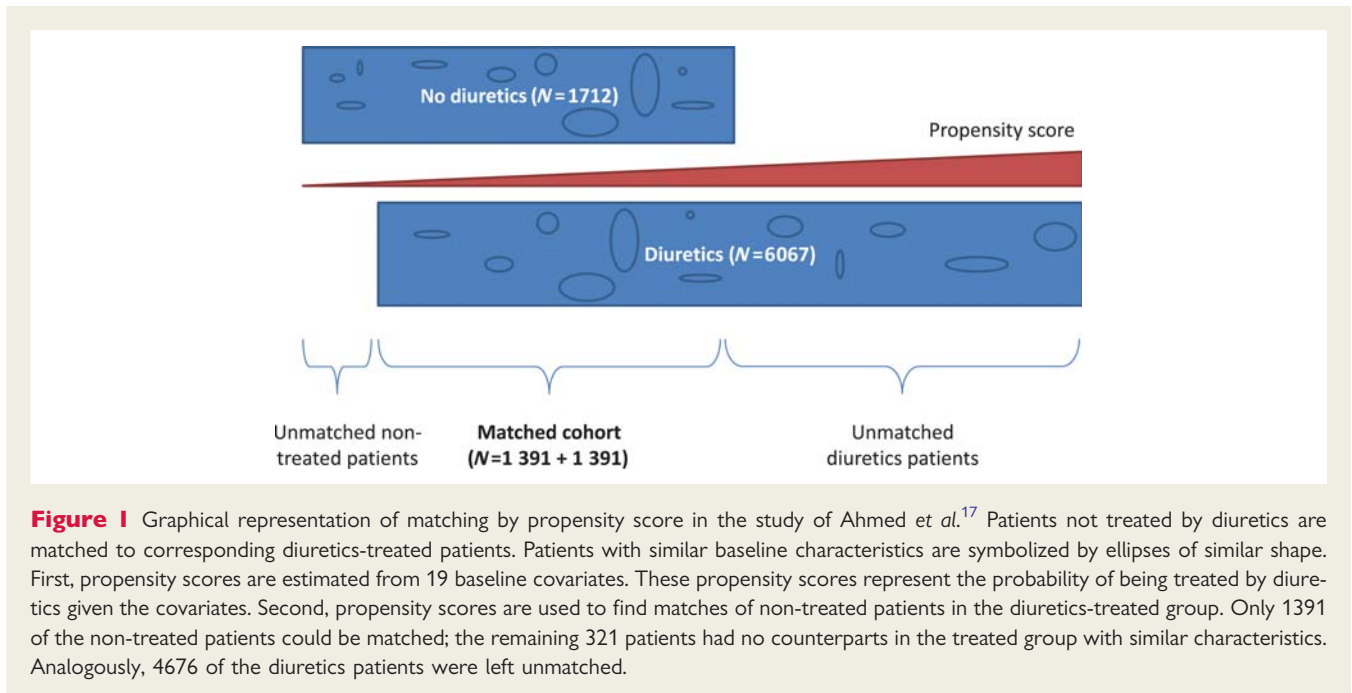 No diuretics (N=1712)
Propensity score
Diuretics (N=6067)
Unmatched non-
treated patients
Matched cohort
(N=1 391 + 1 391)
Unmatched
diuretics patients
Figure 1 Graphical representation of matching by propensity score in the study of Ahmed et al.17 Patients not treated by diuretics are
matched to corresponding diuretics-treated patients. Patients with similar baseline characteristics are symbolized by ellipses of similar shape.
First, propensity scores are estimated from 19 baseline covariates. These propensity scores represent the probability of being treated by diure-
tics given the covariates. Second, propensity scores are used to find matches of non-treated patients in the diuretics-treated group. Only 1391
of the non-treated patients could be matched; the remaining 321 patients had no counterparts in the treated group with similar characteristics.
Analogously, 4676 of the diuretics patients were left unmatched.